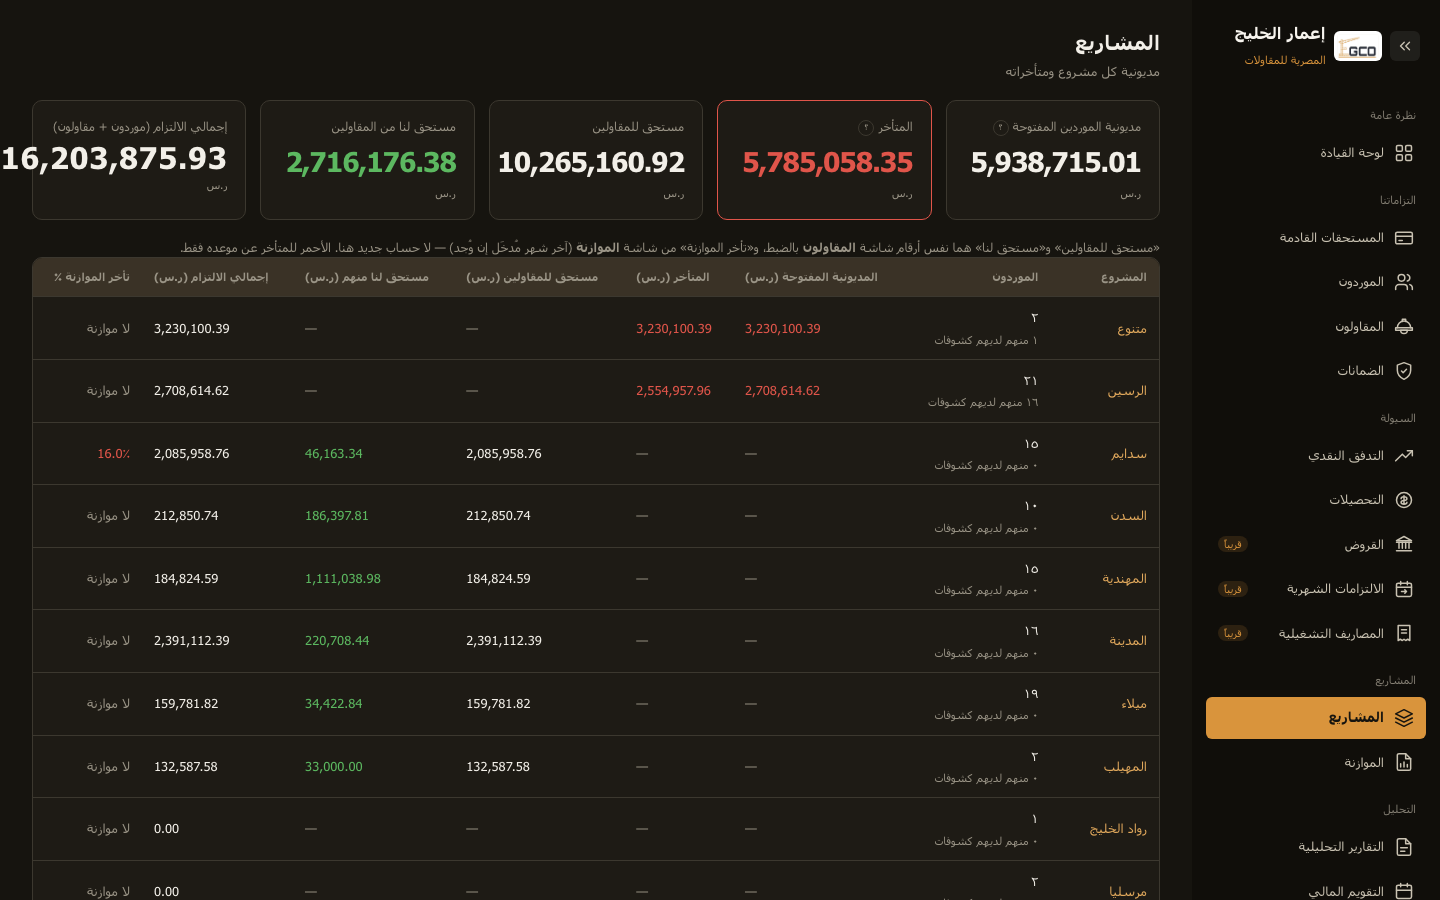 إعمار الخليج
المصرية للمقاولات
GCO
نظرة عامة
لوحة القيادة
التزاماتنا
المستحقات القادمة
الموردون
المقاولون
الضمانات
السيولة
التدفق النقدي
التحصيلات
القروض قريباً
الالتزامات الشهرية قريباً
المصاريف التشغيلية قريباً
المشاريع
المشاريع
الموازنة
التحليل
التقارير التحليلية
التقويم المالي
المشاريع
مديونية كل مشروع ومتأخراته
مديونية الموردين المفتوحة ؟
5,938,715.01
ر.س
المتأخر ؟
5,785,058.35
ر.س
مستحق للمقاولين
10,265,160.92
ر.س
مستحق لنا من المقاولين
2,716,176.38
ر.س
إجمالي الالتزام (موردون + مقاولون)
16,203,875.93
ر.س
«مستحق للمقاولين» و«مستحق لنا» هما نفس أرقام شاشة المقاولون بالضبط، و«تأخر الموازنة» من شاشة الموازنة (آخر شهر مُدخَل إن وُجد) — لا حساب جديد هنا. الأحمر للمتأخر عن موعده فقط.
المشروع الموردون المديونية المفتوحة (ر.س) المتأخر (ر.س) مستحق للمقاولين (ر.س) مستحق لنا منهم (ر.س) إجمالي الالتزام (ر.س) تأخر الموازنة %
متنوع ٢ 3,230,100.39 3,230,100.39 — — 3,230,100.39 لا موازنة
١ منهم لديهم كشوفات
الرسين ٢١ 2,708,614.62 2,554,957.96 — — 2,708,614.62 لا موازنة
١٦ منهم لديهم كشوفات
سدايم ١٥ — — 2,085,958.76 46,163.34 2,085,958.76 16.0٪
٠ منهم لديهم كشوفات
السدن ١٠ — — 212,850.74 186,397.81 212,850.74 لا موازنة
٠ منهم لديهم كشوفات
المهندية ١٥ — — 184,824.59 1,111,038.98 184,824.59 لا موازنة
٠ منهم لديهم كشوفات
المدينة ١٦ — — 2,391,112.39 220,708.44 2,391,112.39 لا موازنة
٠ منهم لديهم كشوفات
ميلاء ١٩ — — 159,781.82 34,422.84 159,781.82 لا موازنة
٠ منهم لديهم كشوفات
المهيلب ٢ — — 132,587.58 33,000.00 132,587.58 لا موازنة
٠ منهم لديهم كشوفات
رواد الخليج ١ — — — — 0.00 لا موازنة
٠ منهم لديهم كشوفات
مرسليا ٢ — — — — 0.00 لا موازنة